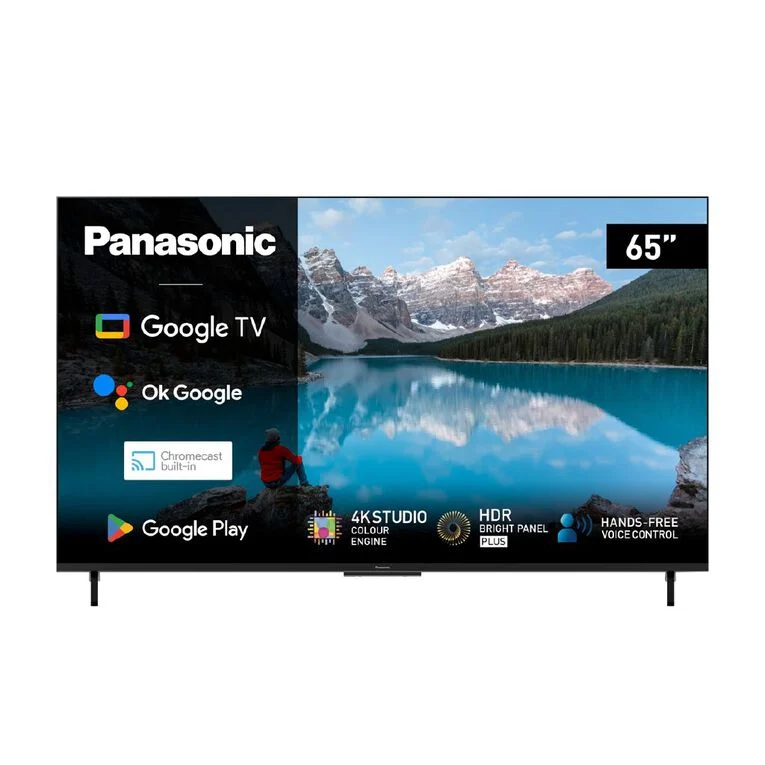 Panasonic
65”
Google TV
Ok Google
Chromecast
built-in
Google Play
4K STUDIO
COLOUR
ENGINE
HDR
BRIGHT PANEL
PLUS
HANDS-FREE
VOICE CONTROL
Panasonic